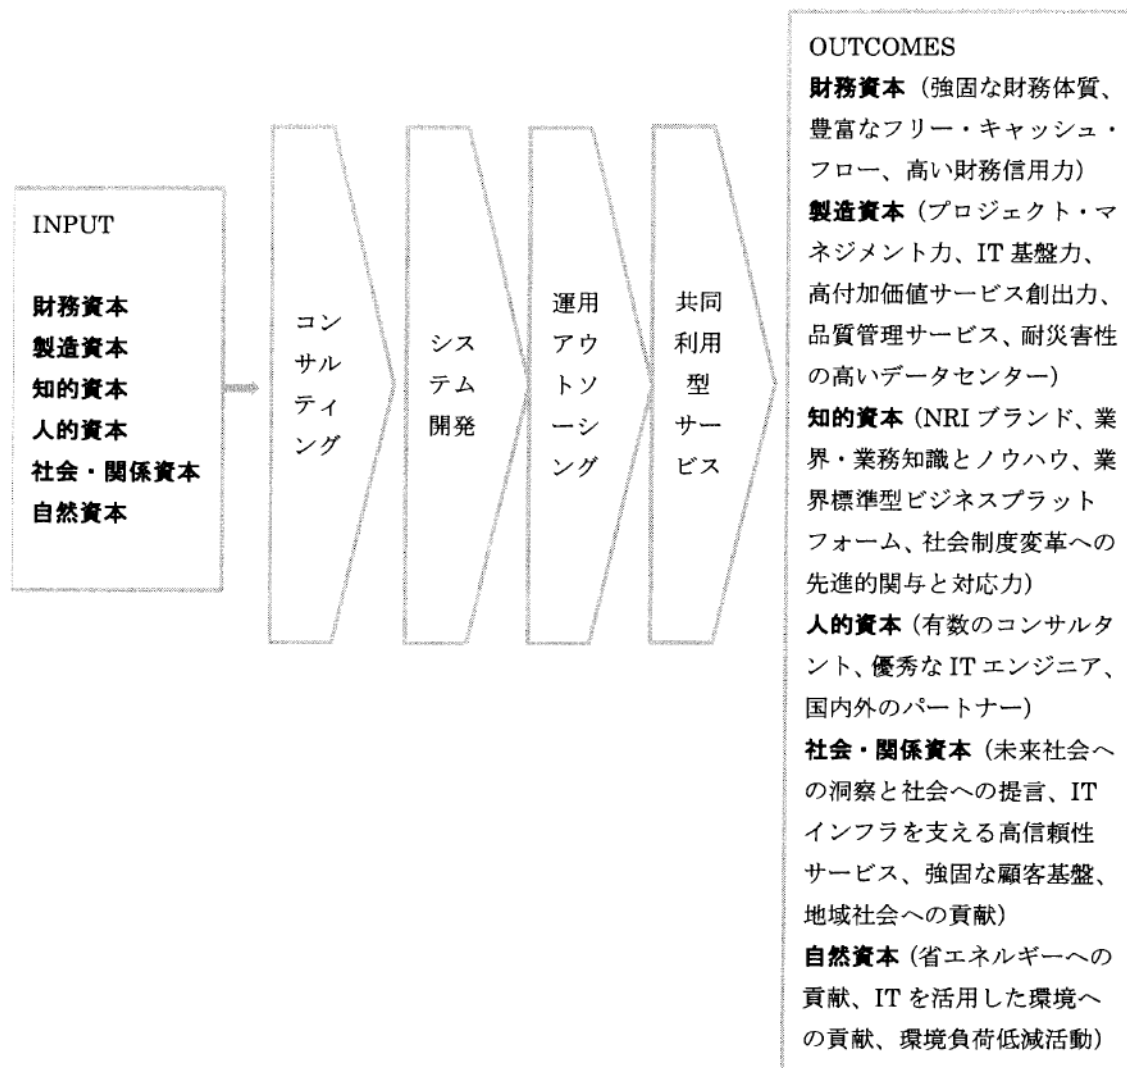 INPUT
財務資本
製造資本
知的資本
人的資本
社会・関係資本
自然資本
コン
サル
ティ
ング
シス
テム
開発
運用
アウ
トソ
ーシ
ング
共同
利用
型
サー
ビス
OUTCOMES
財務資本（強固な財務体質、
豊富なフリー・キャッシュ・
フロー、高い財務信用力）
製造資本（プロジェクト・マ
ネジメント力、IT 基盤力、
高付加価値サービス創出力、
品質管理サービス、耐災害性
の高いデータセンター）
知的資本（NRI ブランド、業
界・業務知識とノウハウ、業
界標準型ビジネスプラット
フォーム、社会制度変革への
先進的関与と対応力）
人的資本（有数のコンサルタ
ント、優秀な IT エンジニア、
国内外のパートナー）
社会・関係資本（未来社会へ
の洞察と社会への提言、IT
インフラを支える高信頼性
サービス、強固な顧客基盤、
地域社会への貢献）
自然資本（省エネルギーへの
貢献、IT を活用した環境へ
の貢献、環境負荷低減活動）